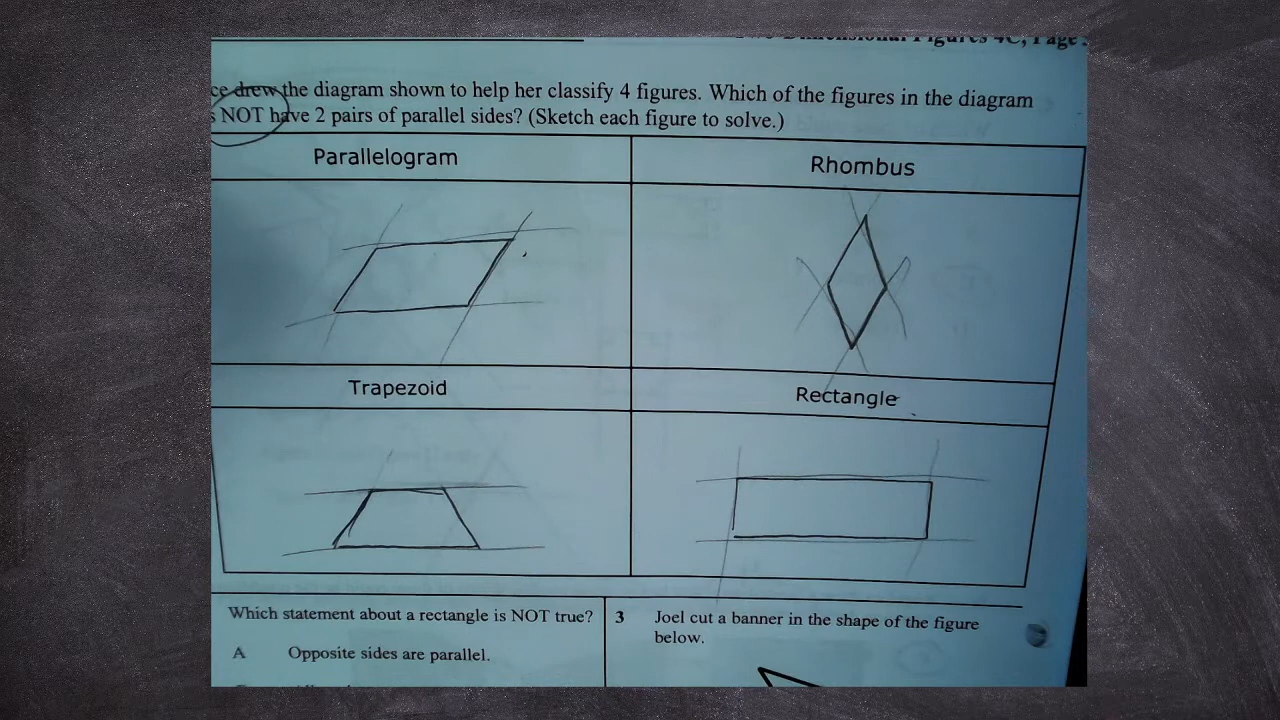 drew the diagram shown to help her classify 4 figures. Which of the figures in the diagram
NOT have 2 pairs of parallel sides? (Sketch each figure to solve.)
Parallelogram
Rhombus
Trapezoid
Rectangle
Which statement about a rectangle is NOT true?
A Opposite sides are parallel.
3 Joel cut a banner in the shape of the figure
below.